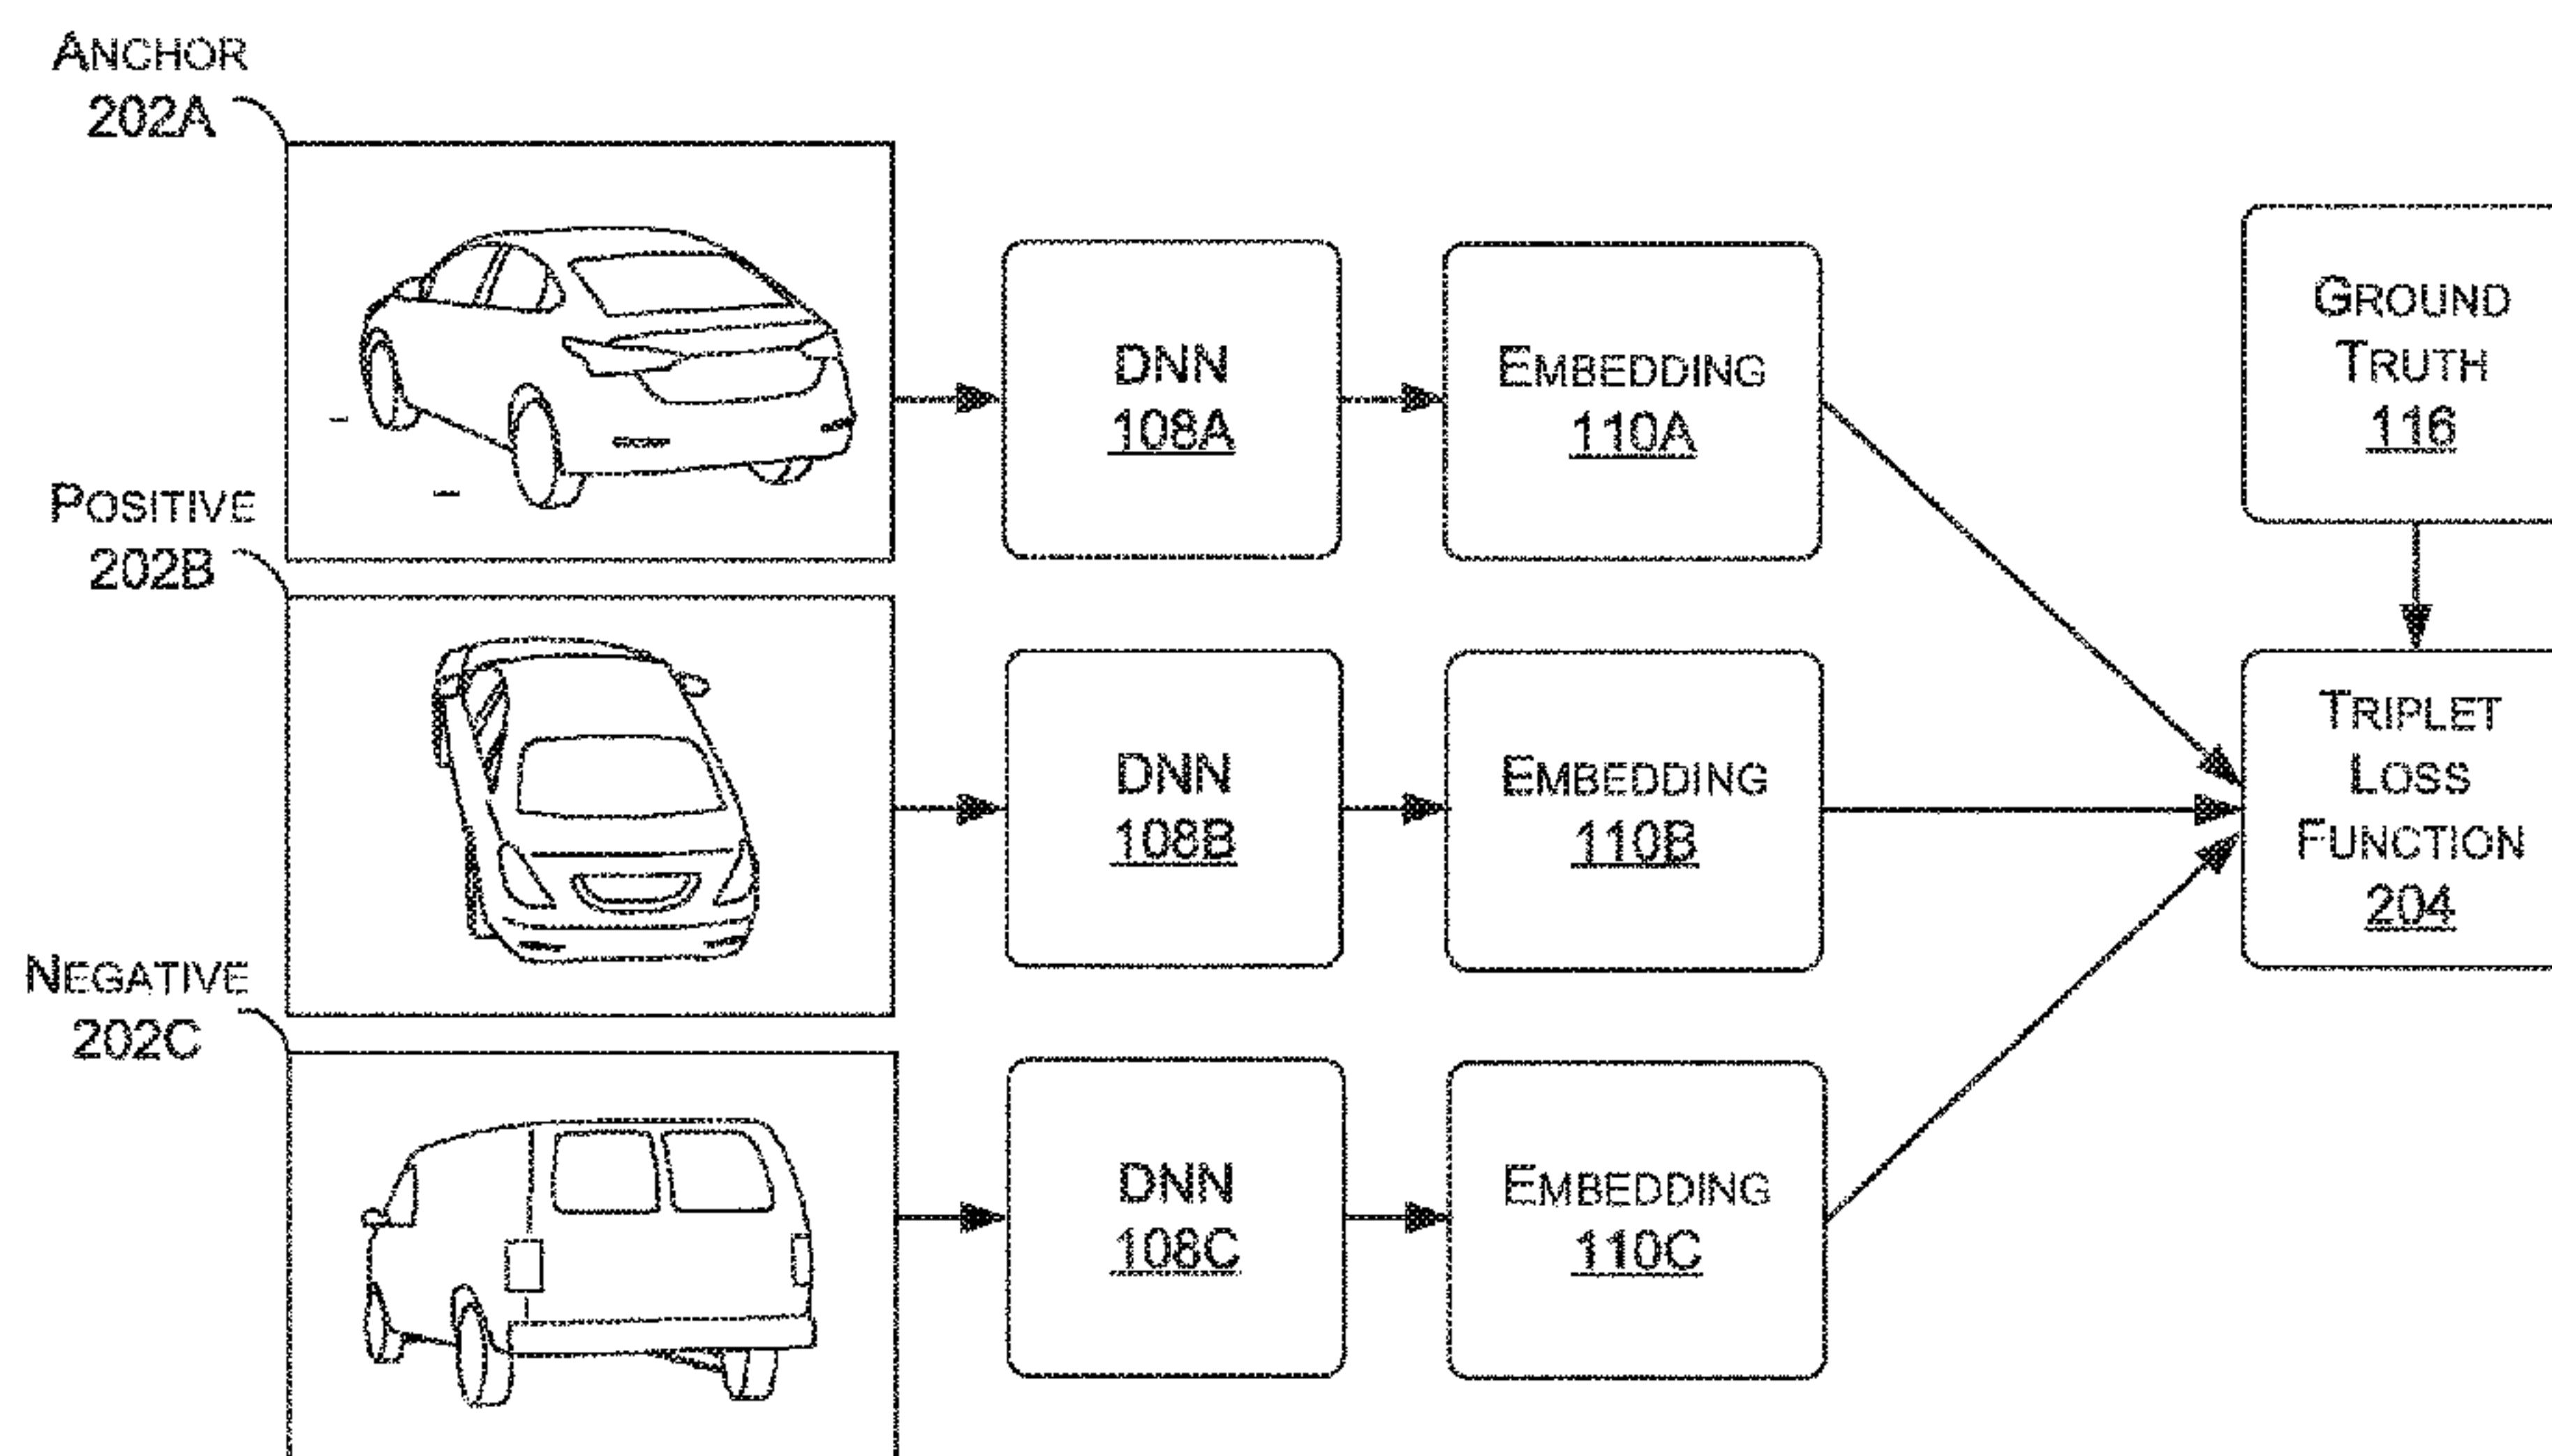 ANCHOR
202A
DNN
108A
EMBEDDING
110A
GROUND
TRUTH
116
POSITIVE
202B
DNN
108B
EMBEDDING
110B
TRIPLET
LOSS
FUNCTION
204
NEGATIVE
202C
DNN
108C
EMBEDDING
110C